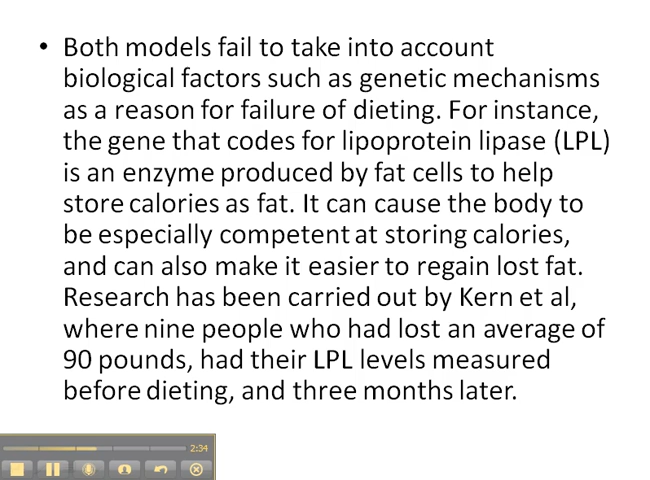 • Both models fail to take into account
biological factors such as genetic mechanisms
as a reason for failure of dieting. For instance,
the gene that codes for lipoprotein lipase (LPL)
is an enzyme produced by fat cells to help
store calories as fat. It can cause the body to
be especially competent at storing calories,
and can also make it easier to regain lost fat.
Research has been carried out by Kern et al,
where nine people who had lost an average of
90 pounds, had their LPL levels measured
before dieting, and three months later.
2:34